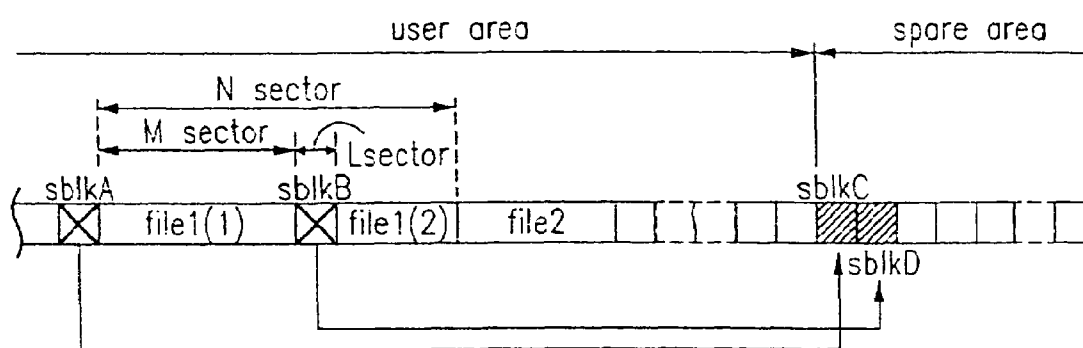 user area
spare area
N sector
M sector
Lsector
sblkA
sblkB
sblkC
file1(1)
file1(2)
file2
sblkD